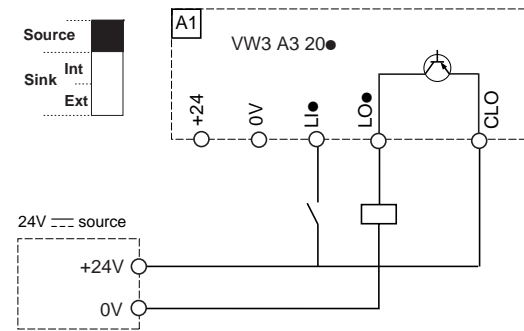 Source
Sink
Int
Ext
A1
VW3 A3 20●
+24
0V
LI●
LO●
CLO
24V ⎓ source
+24V
0V